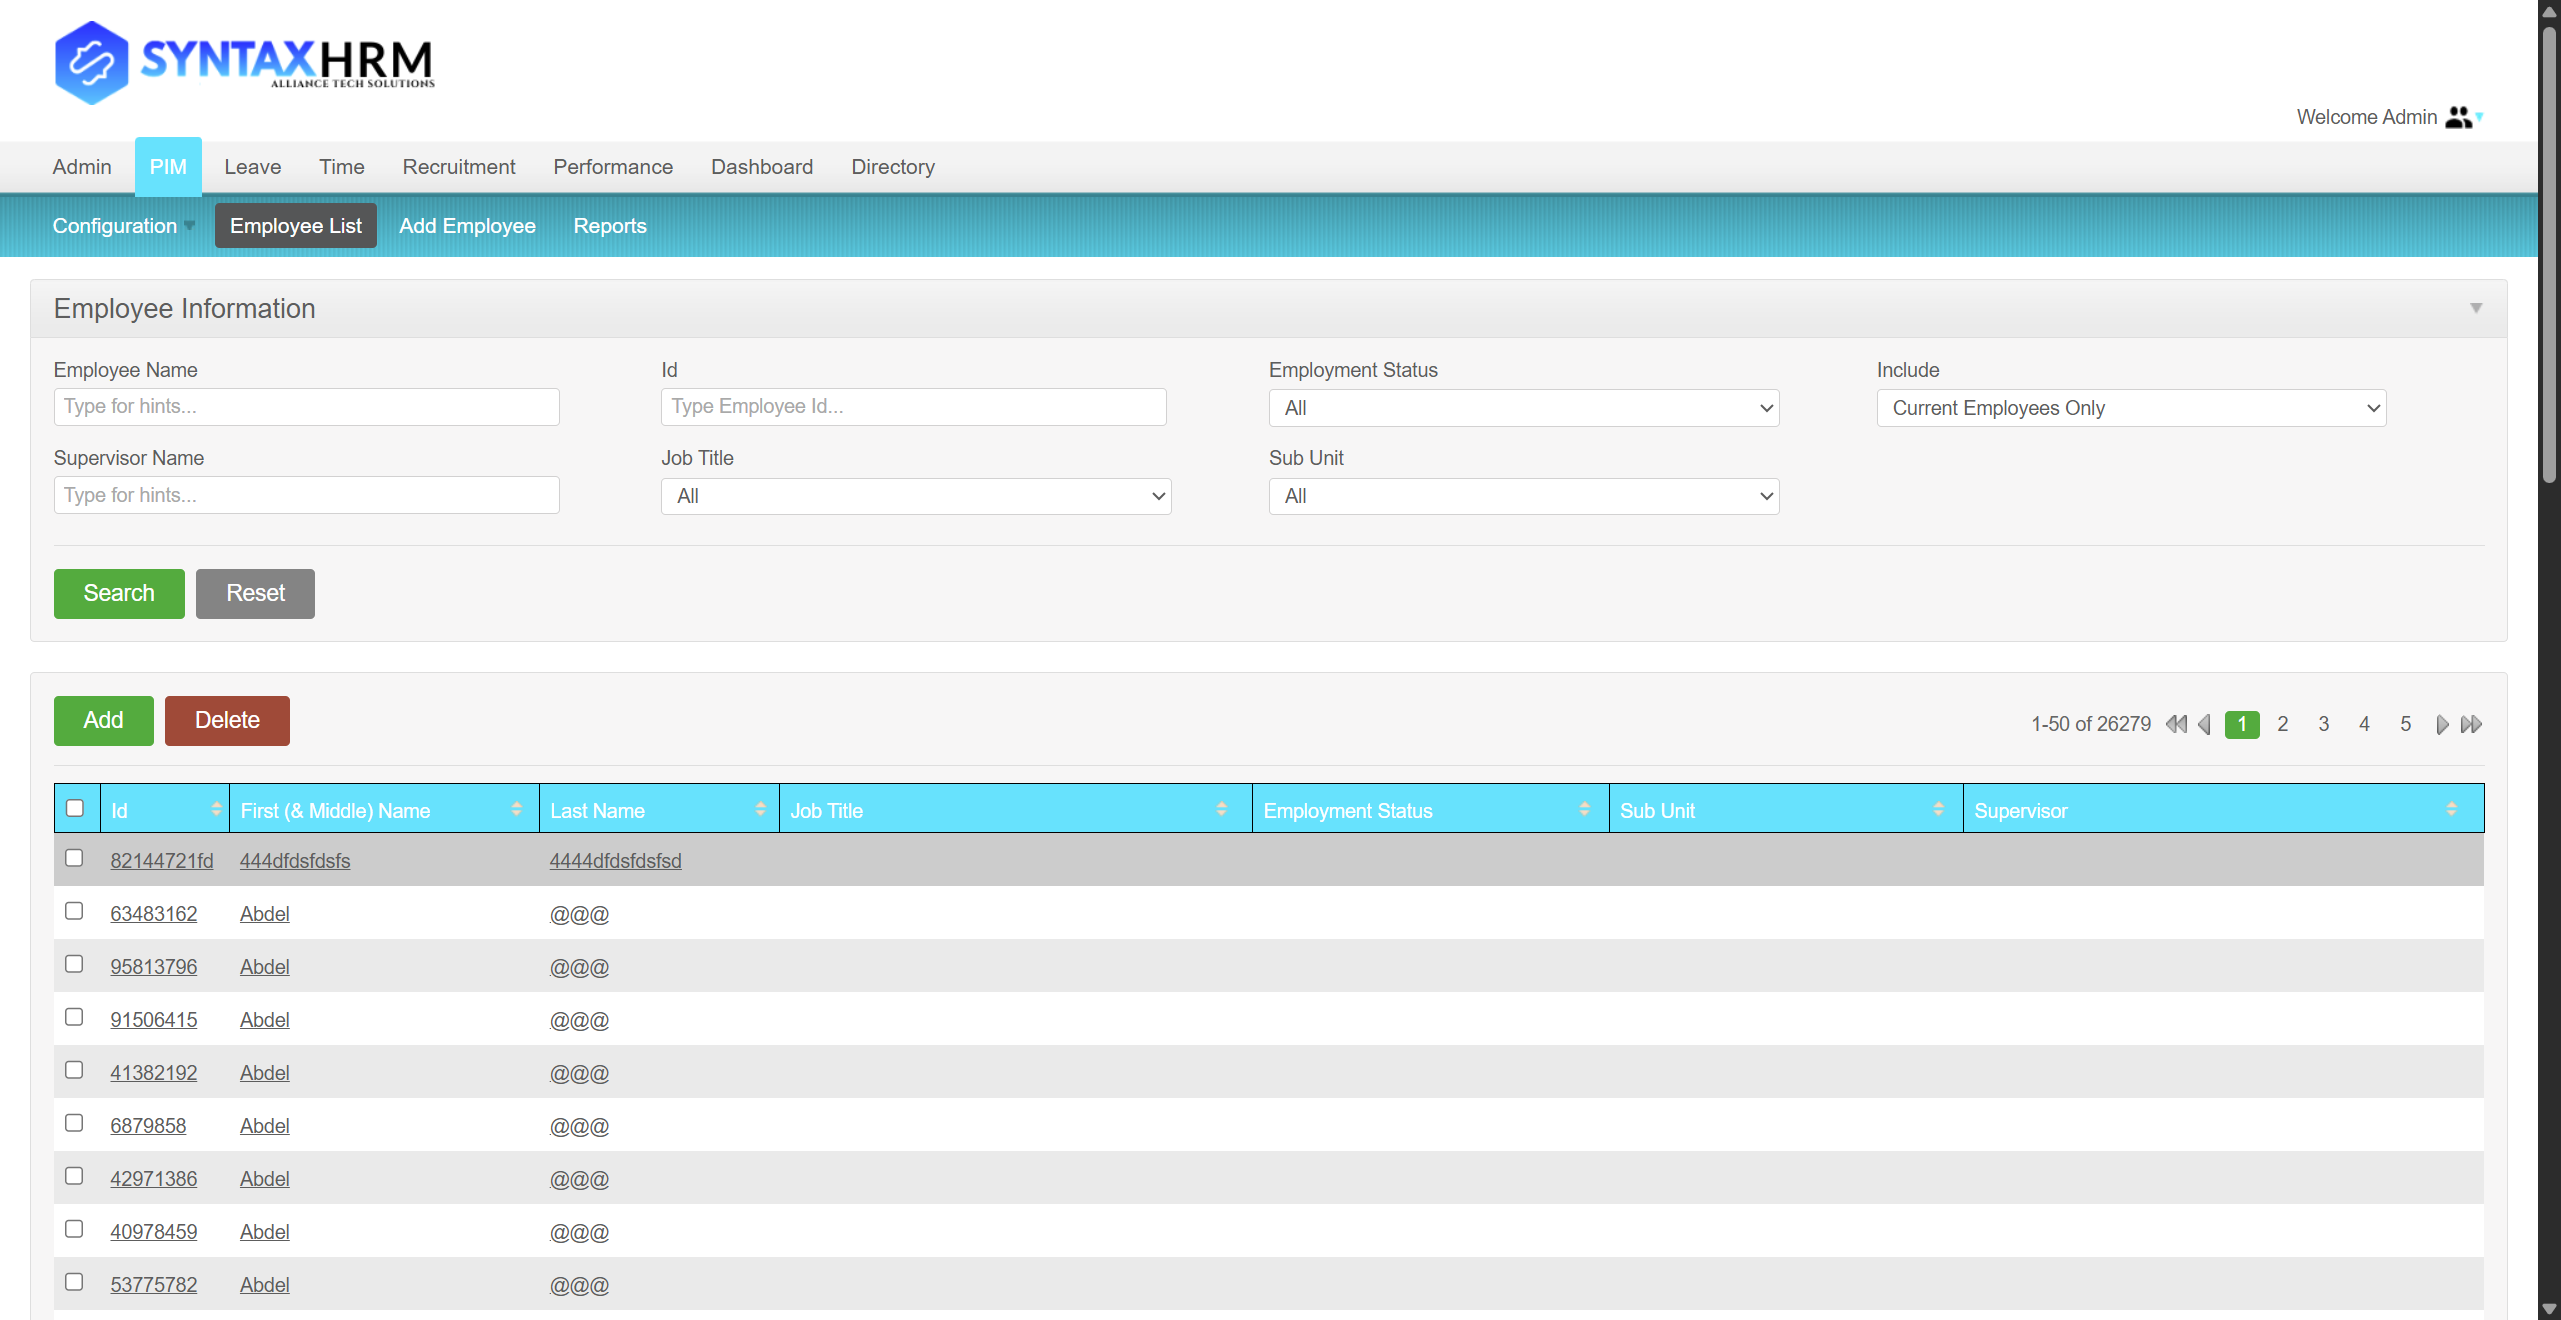 SYNTAXHRM
ALLIANCE TECH SOLUTIONS
Welcome Admin
Admin PIM Leave Time Recruitment Performance Dashboard Directory
Configuration Employee List Add Employee Reports
Employee Information
Employee Name Id Employment Status Include
Type for hints... Type Employee Id... All Current Employees Only
Supervisor Name Job Title Sub Unit
Type for hints... All All
Search Reset
Add Delete 1-50 of 26279 1 2 3 4 5
Id First (& Middle) Name Last Name Job Title Employment Status Sub Unit Supervisor
82144721fd 444dfdsfdsfs 4444dfdsfdsfsd
63483162 Abdel @@@
95813796 Abdel @@@
91506415 Abdel @@@
41382192 Abdel @@@
6879858 Abdel @@@
42971386 Abdel @@@
40978459 Abdel @@@
53775782 Abdel @@@